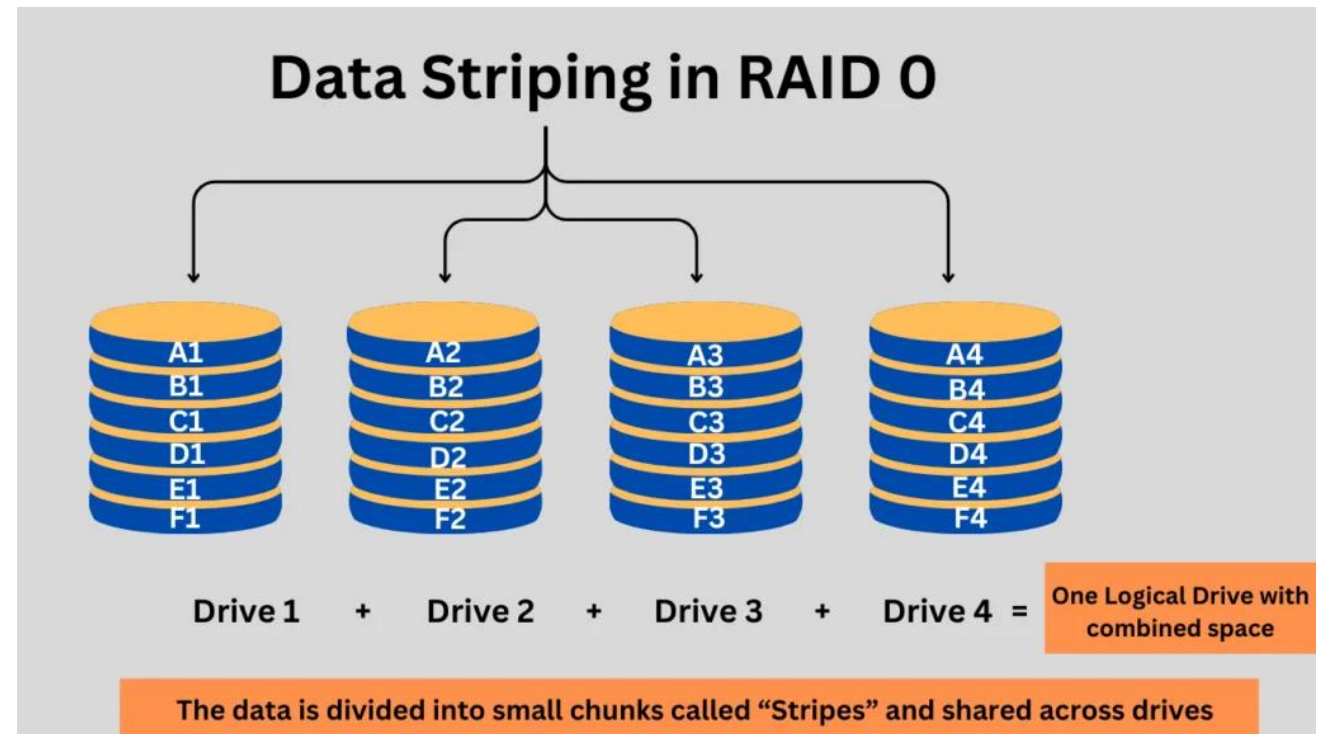 Data Striping in RAID 0
A1 A2 A3 A4
B1 B2 B3 B4
C1 C2 C3 C4
D1 D2 D3 D4
E1 E2 E3 E4
F1 F2 F3 F4
Drive 1 + Drive 2 + Drive 3 + Drive 4 =
One Logical Drive with
combined space
The data is divided into small chunks called “Stripes” and shared across drives